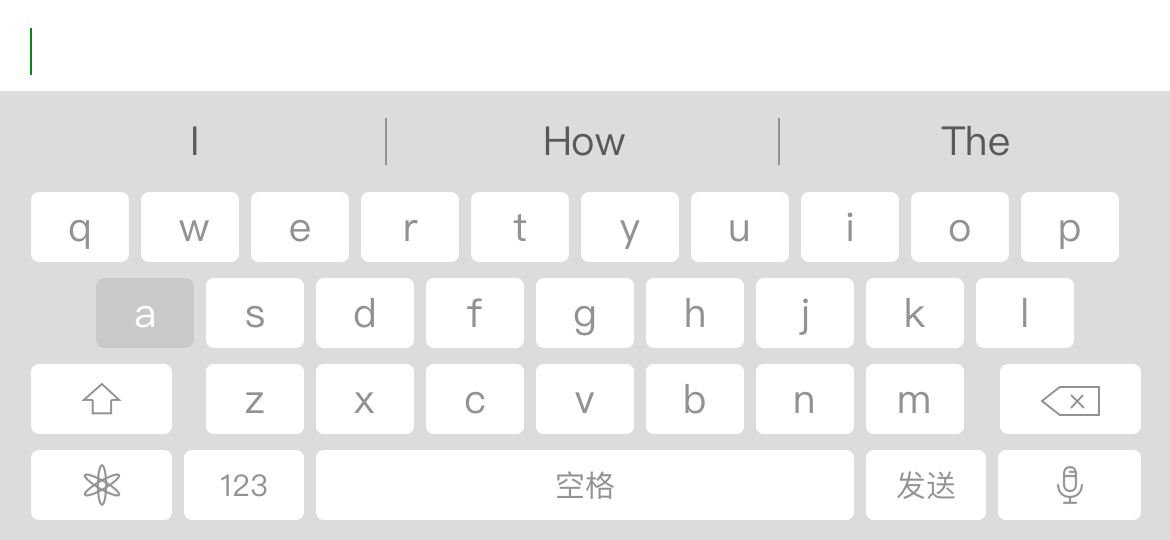 I How The
q w e r t y u i o p
a s d f g h j k l
z x c v b n m
123 空格 发送